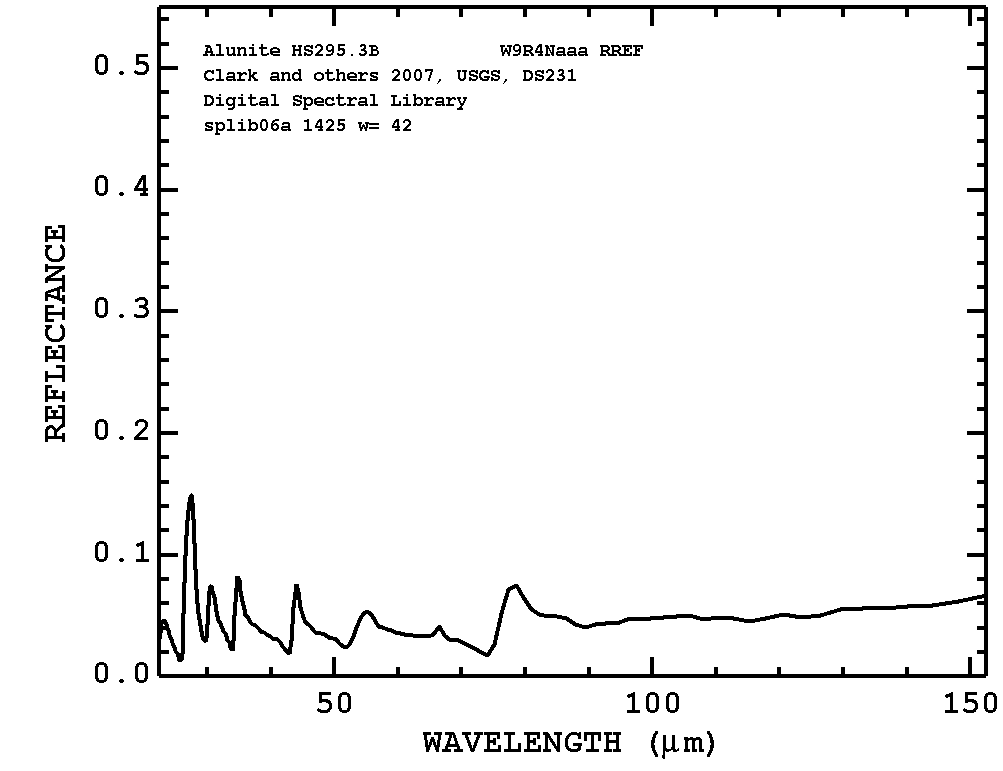 Alunite HS295.3B W9R4Naaa RREF
Clark and others 2007, USGS, DS231
Digital Spectral Library
splib06a 1425 w= 42
0.5
0.4
0.3
0.2
0.1
0.0
REFLECTANCE
50 100 150
WAVELENGTH (μm)